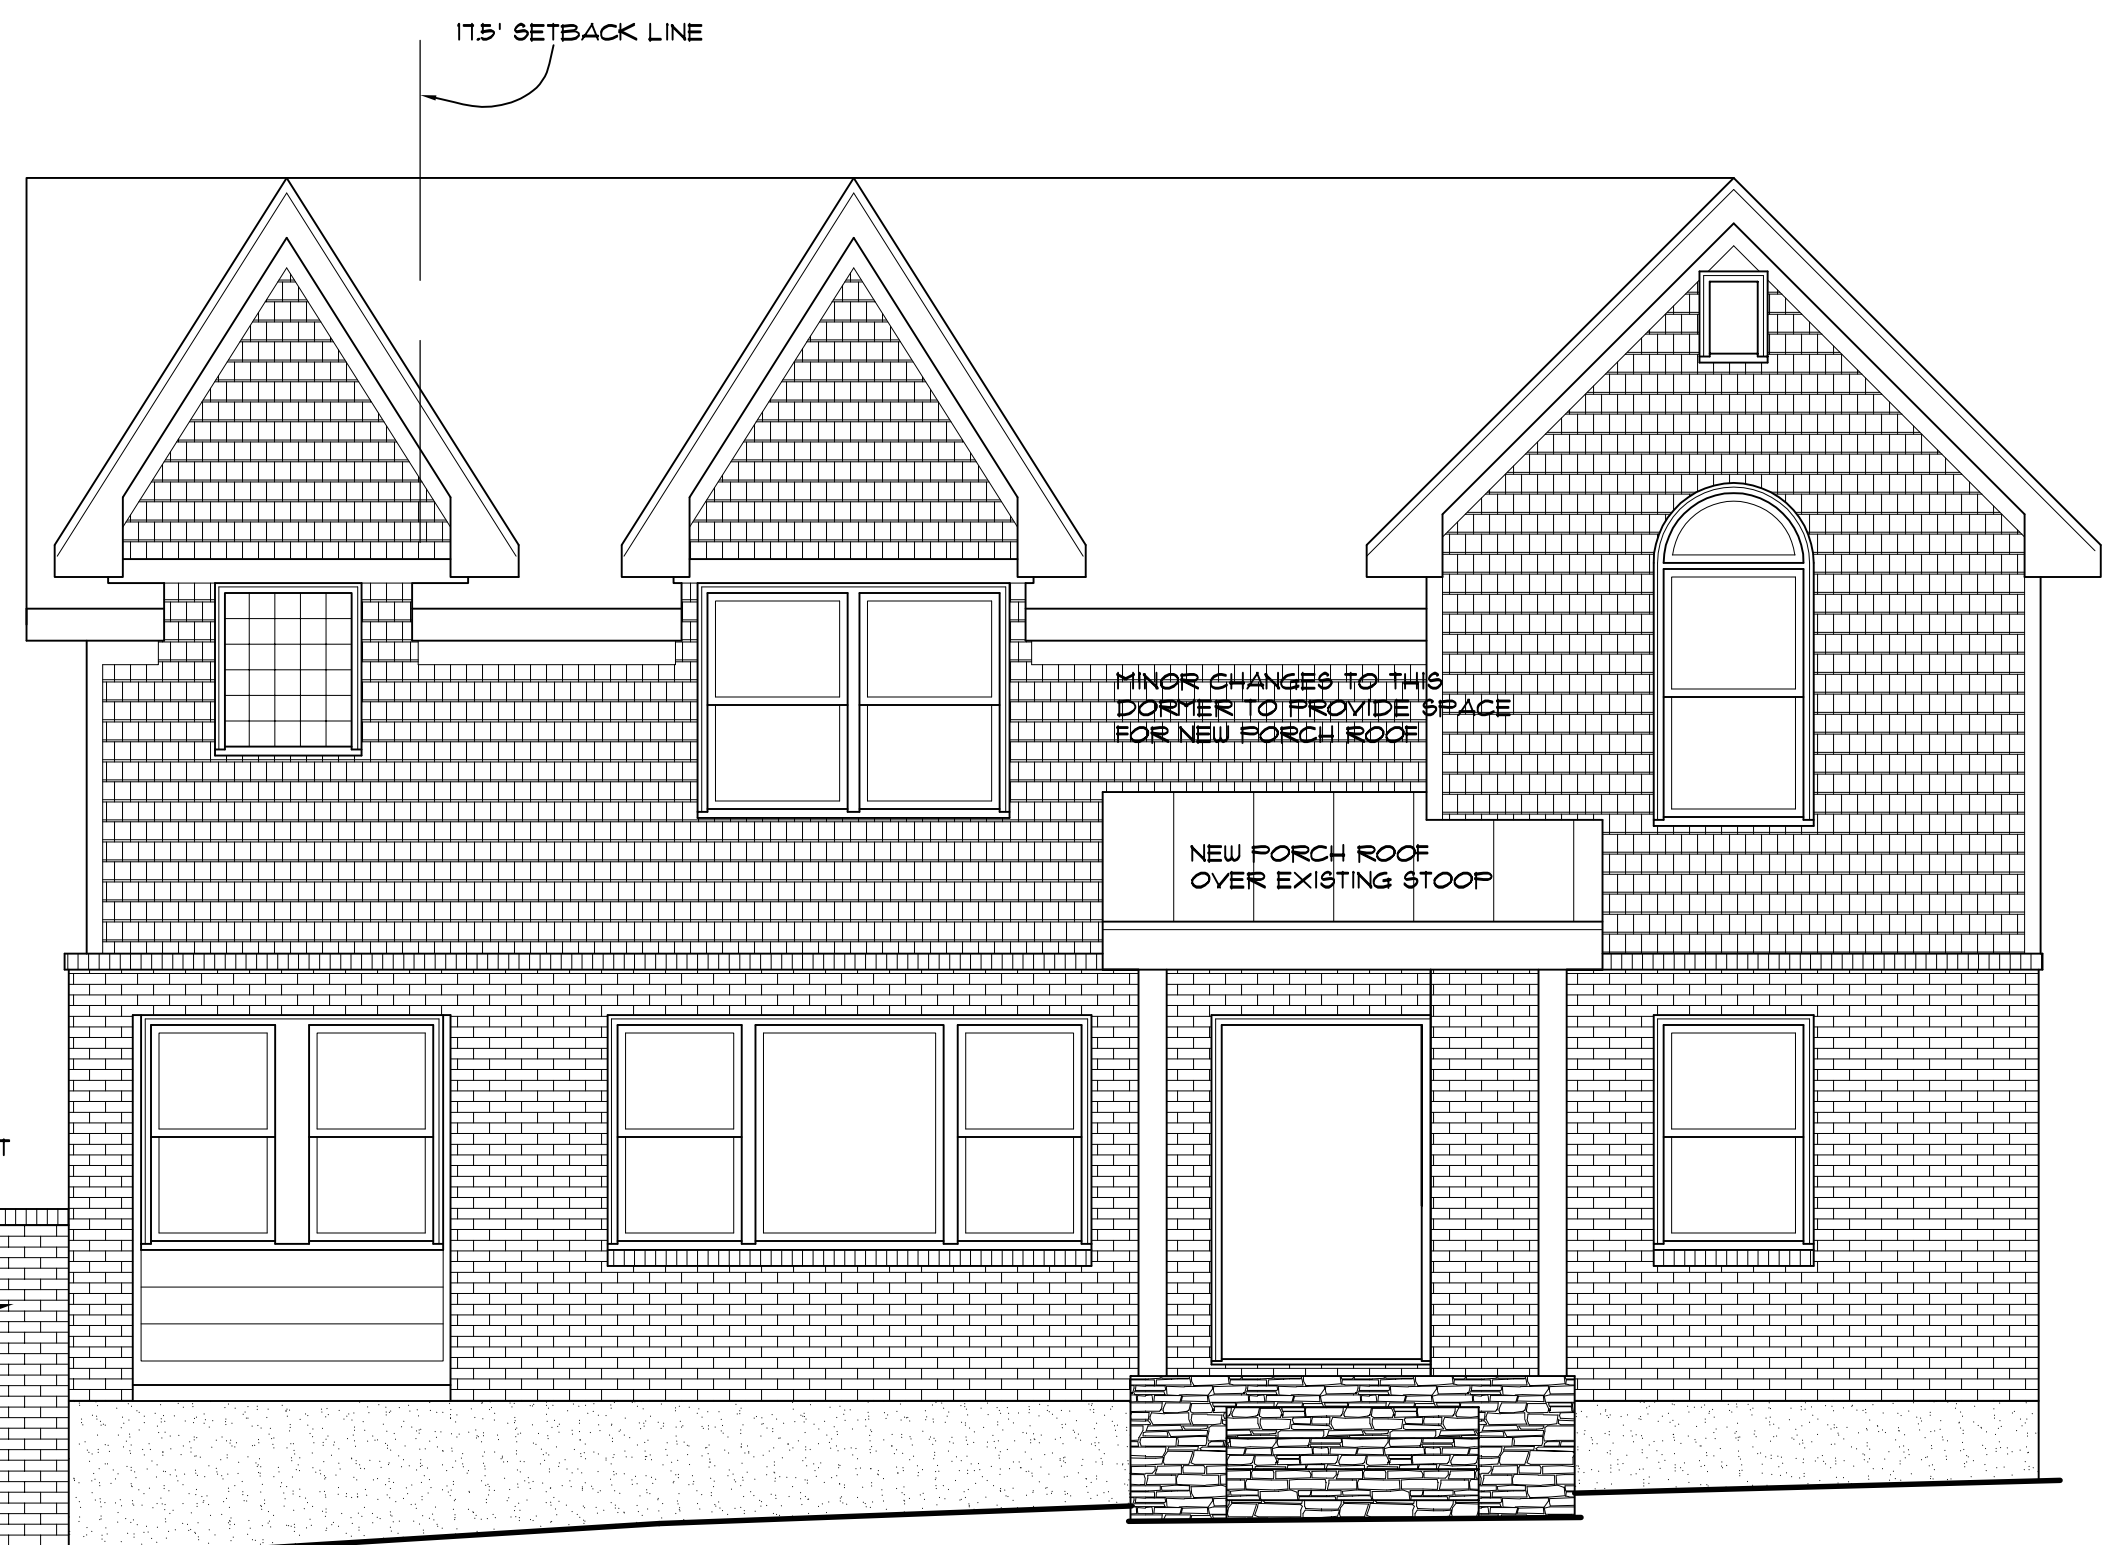 17.5' SETBACK LINE
MINOR CHANGES TO THIS
DORMER TO PROVIDE SPACE
FOR NEW PORCH ROOF
NEW PORCH ROOF
OVER EXISTING STOOP
T